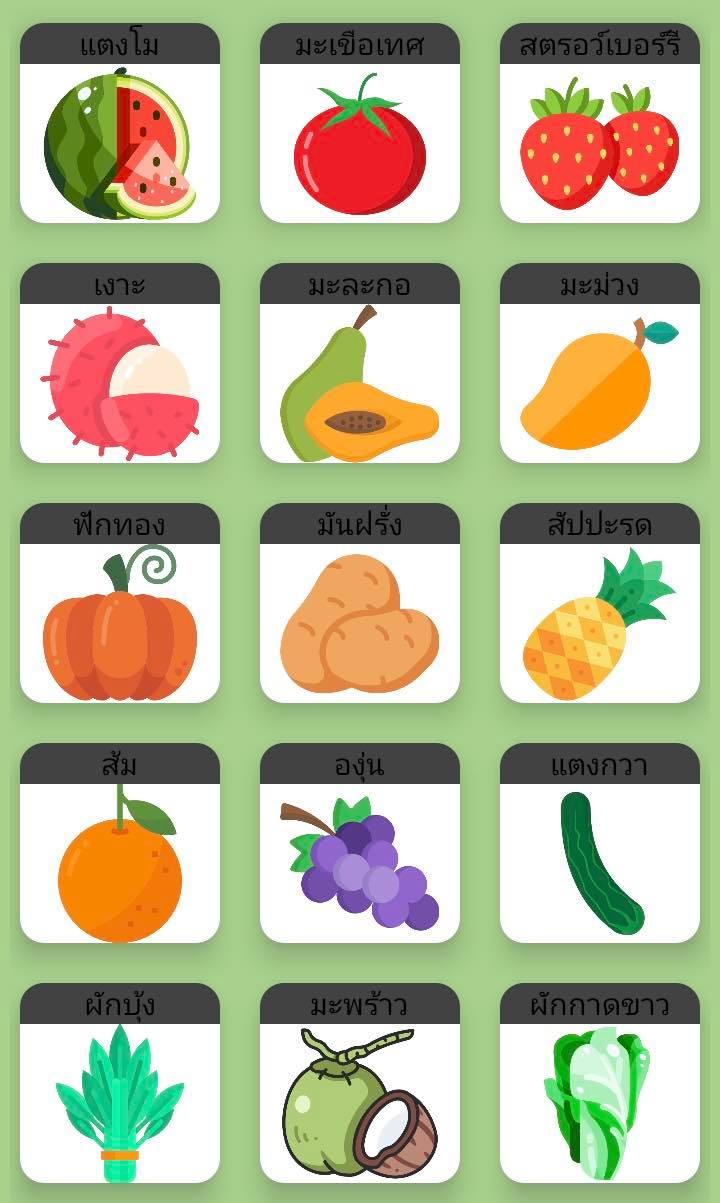 แตงโม
มะเขือเทศ
สตรอว์เบอร์รี
เงาะ
มะละกอ
มะม่วง
ฟักทอง
มันฝรั่ง
สัปปะรด
ส้ม
องุ่น
แตงกวา
ผักบุ้ง
มะพร้าว
ผักกาดขาว